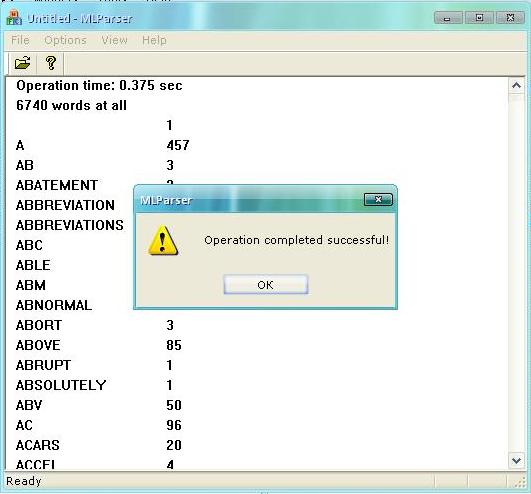 Untitled - MLParser
File Options View Help
Operation time: 0.375 sec
6740 words at all
1
A 457
AB 3
ABATEMENT
ABBREVIATION
ABBREVIATIONS
ABC
ABLE
ABM
ABNORMAL
ABORT 3
ABOVE 85
ABRUPT 1
ABSOLUTELY 1
ABV 50
AC 96
ACARS 20
ACCEL 4
MLParser
Operation completed successful!
OK
Ready